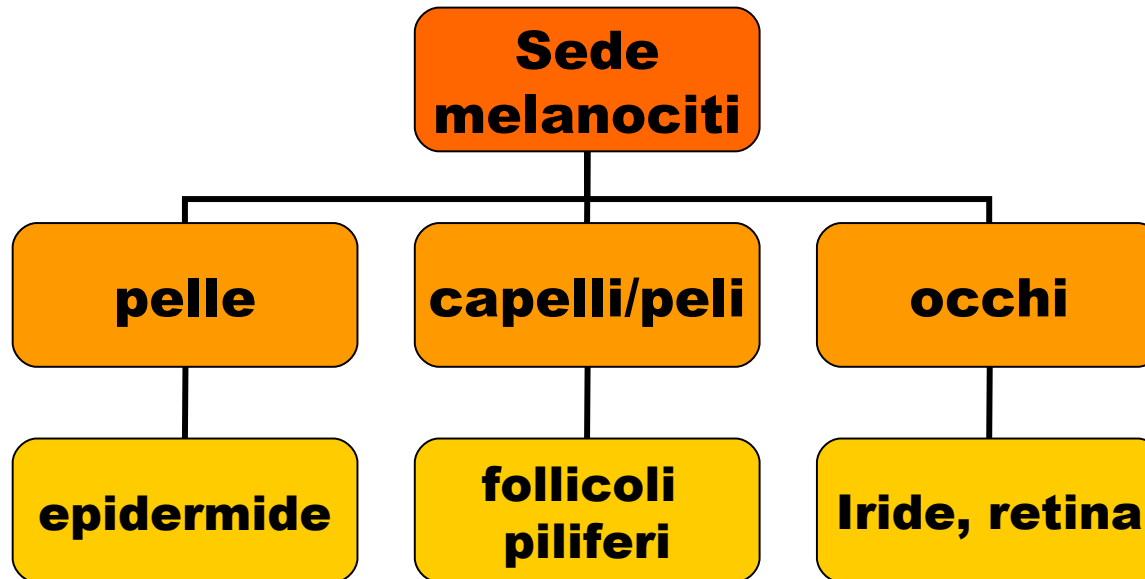 Sede
melanociti
pelle
capelli/peli
occhi
epidermide
follicoli
piliferi
Iride, retina